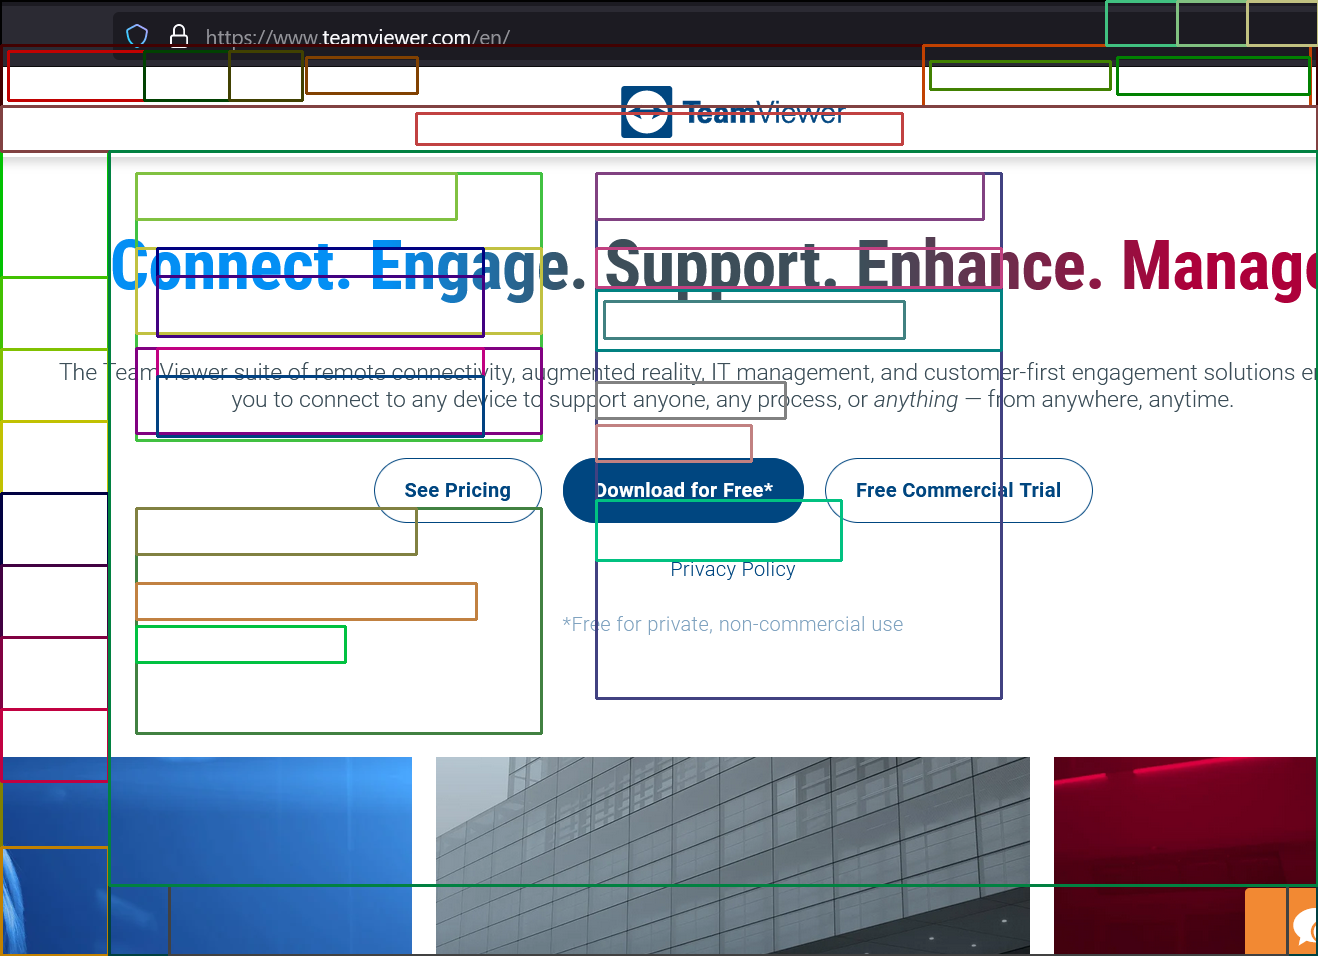 https://www.teamviewer.com/en/
TeamViewer
Connect. Engage. Support. Enhance. Manage
The TeamViewer suite of remote connectivity, augmented reality, IT management, and customer-first engagement solutions
you to connect to any device to support anyone, any process, or anything — from anywhere, anytime.
See Pricing
Download for Free*
Free Commercial Trial
Privacy Policy
*Free for private, non-commercial use